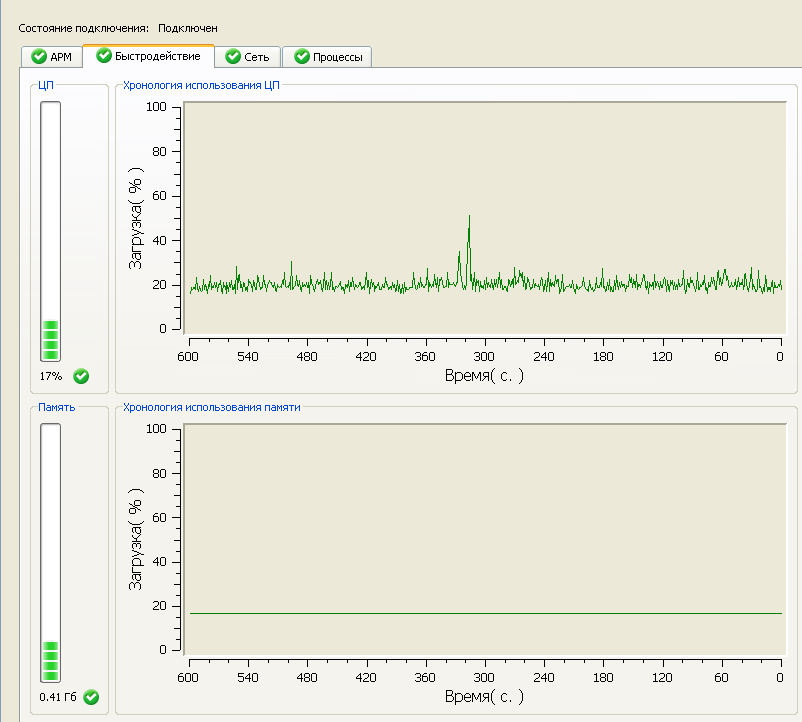 Состояние подключения: Подключен
АРМ Быстродействие Сеть Процессы
ЦП
17%
Хронология использования ЦП
100
80
60
40
20
0
Загрузка( % )
600 540 480 420 360 300 240 180 120 60 0
Время( с. )
Память
0.41 Гб
Хронология использования памяти
100
80
60
40
20
0
Загрузка( % )
600 540 480 420 360 300 240 180 120 60 0
Время( с. )